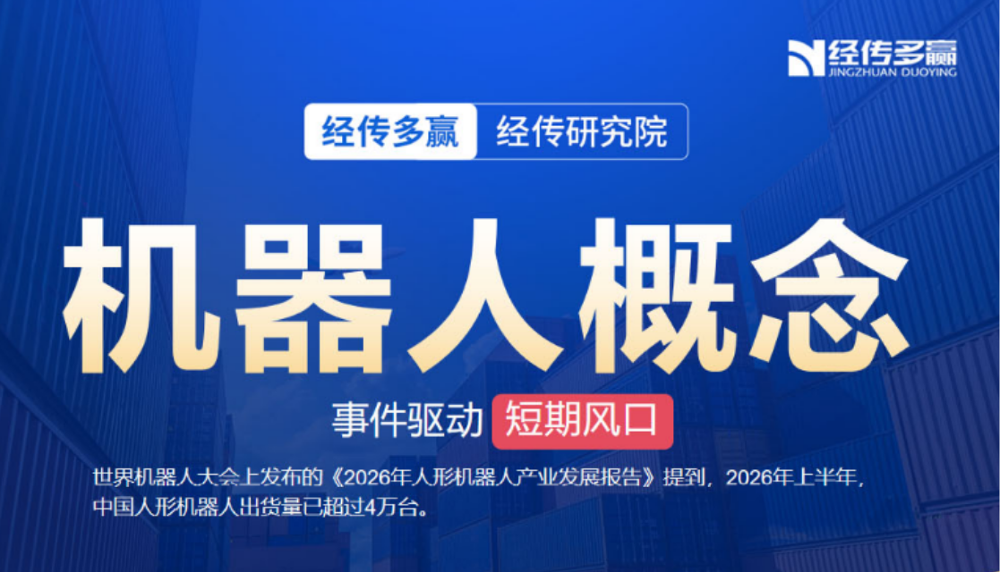 经传多赢
JINGZHUAN DUOYING
经传多赢 经传研究院
机器人概念
事件驱动 短期风口
世界机器人大会上发布的《2026年人形机器人产业发展报告》提到，2026年上半年，
中国人形机器人出货量已超过4万台。